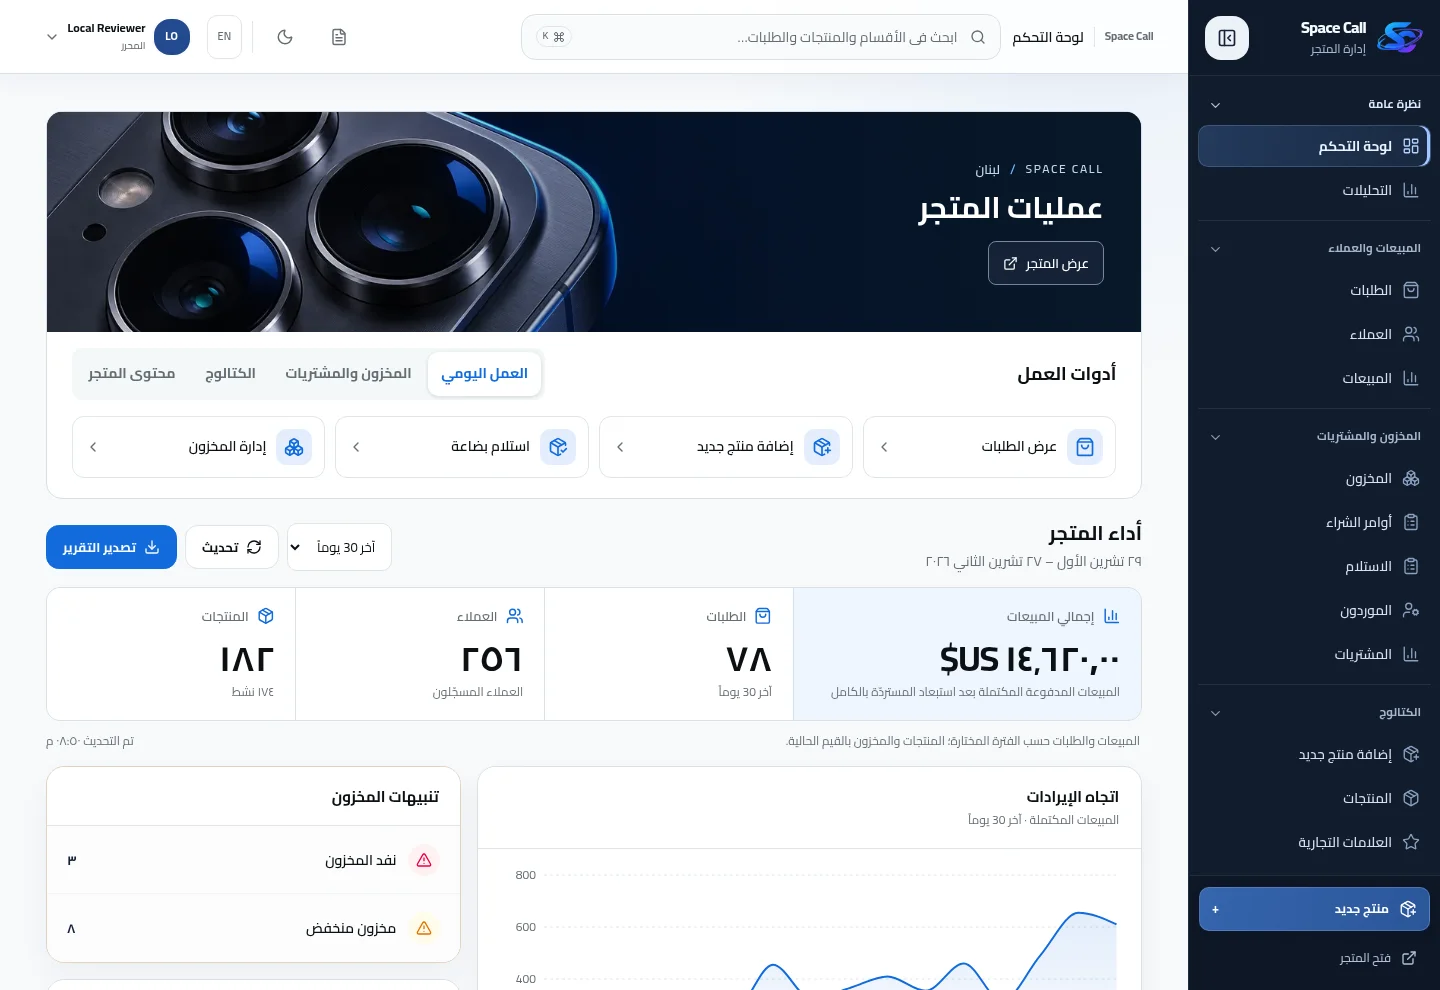 Space Call
إدارة المتجر
نظرة عامة
لوحة التحكم
التحليلات
المبيعات والعملاء
الطلبات
العملاء
المبيعات
المخزون والمشتريات
المخزون
أوامر الشراء
الاستلام
الموردون
المشتريات
الكتالوج
إضافة منتج جديد
المنتجات
العلامات التجارية
منتج جديد +
فتح المتجر
Space Call
لوحة التحكم
ابحث في الأقسام والمنتجات والطلبات...
⌘ K
EN
LO
Local Reviewer
المحرر
SPACE CALL / لبنان
عمليات المتجر
عرض المتجر
أدوات العمل
العمل اليومي
المخزون والمشتريات
الكتالوج
محتوى المتجر
عرض الطلبات
إضافة منتج جديد
استلام بضاعة
إدارة المخزون
أداء المتجر
٢٩ تشرين الأول – ٢٧ تشرين الثاني ٢٠٢٦
آخر 30 يوماً
تحديث
تصدير التقرير
إجمالي المبيعات
١٤,٦٢٠,٠٠ US$
المبيعات المدفوعة المكتملة بعد استبعاد المستردّة بالكامل
الطلبات
٧٨
آخر 30 يوماً
العملاء
٢٥٦
العملاء المسجّلون
المنتجات
١٨٢
١٧٤ نشط
المبيعات والطلبات حسب الفترة المختارة؛ المنتجات والمخزون بالقيم الحالية.
تم التحديث ٠٨:٥٠ م
اتجاه الإيرادات
المبيعات المكتملة · آخر 30 يوماً
800
600
400
تنبيهات المخزون
نفد المخزون
٣
مخزون منخفض
٨